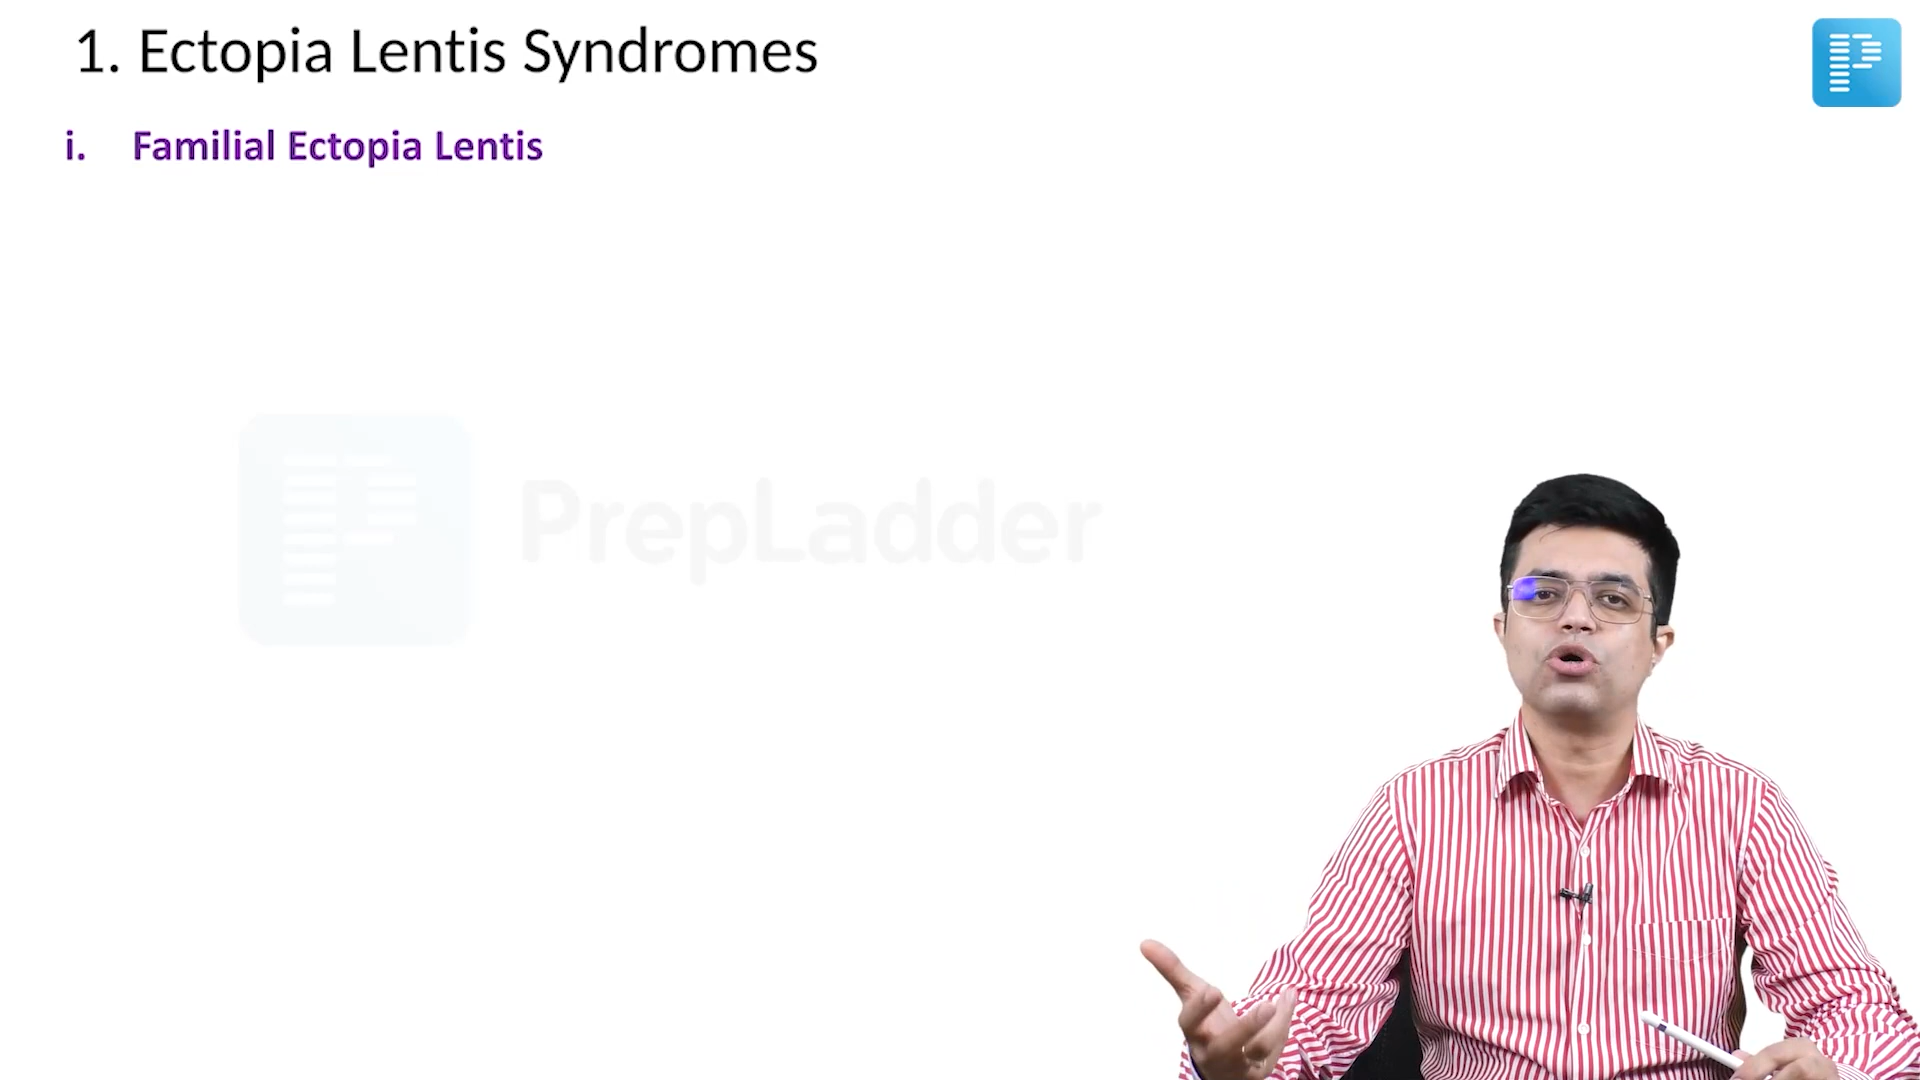 1. Ectopia Lentis Syndromes
i. Familial Ectopia Lentis
PrepLadder